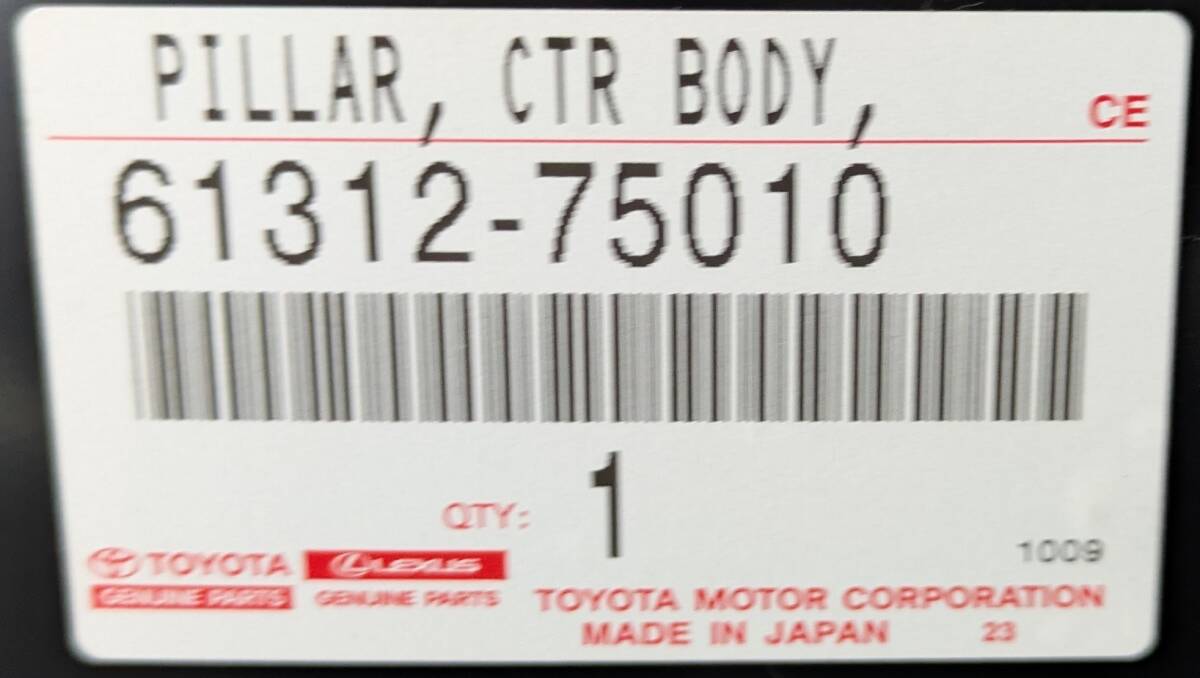 PILLAR, CTR BODY,
CE
61312-75010
QTY: 1
1009
TOYOTA LEXUS
GENUINE PARTS GENUINE PARTS
TOYOTA MOTOR CORPORATION
MADE IN JAPAN 23